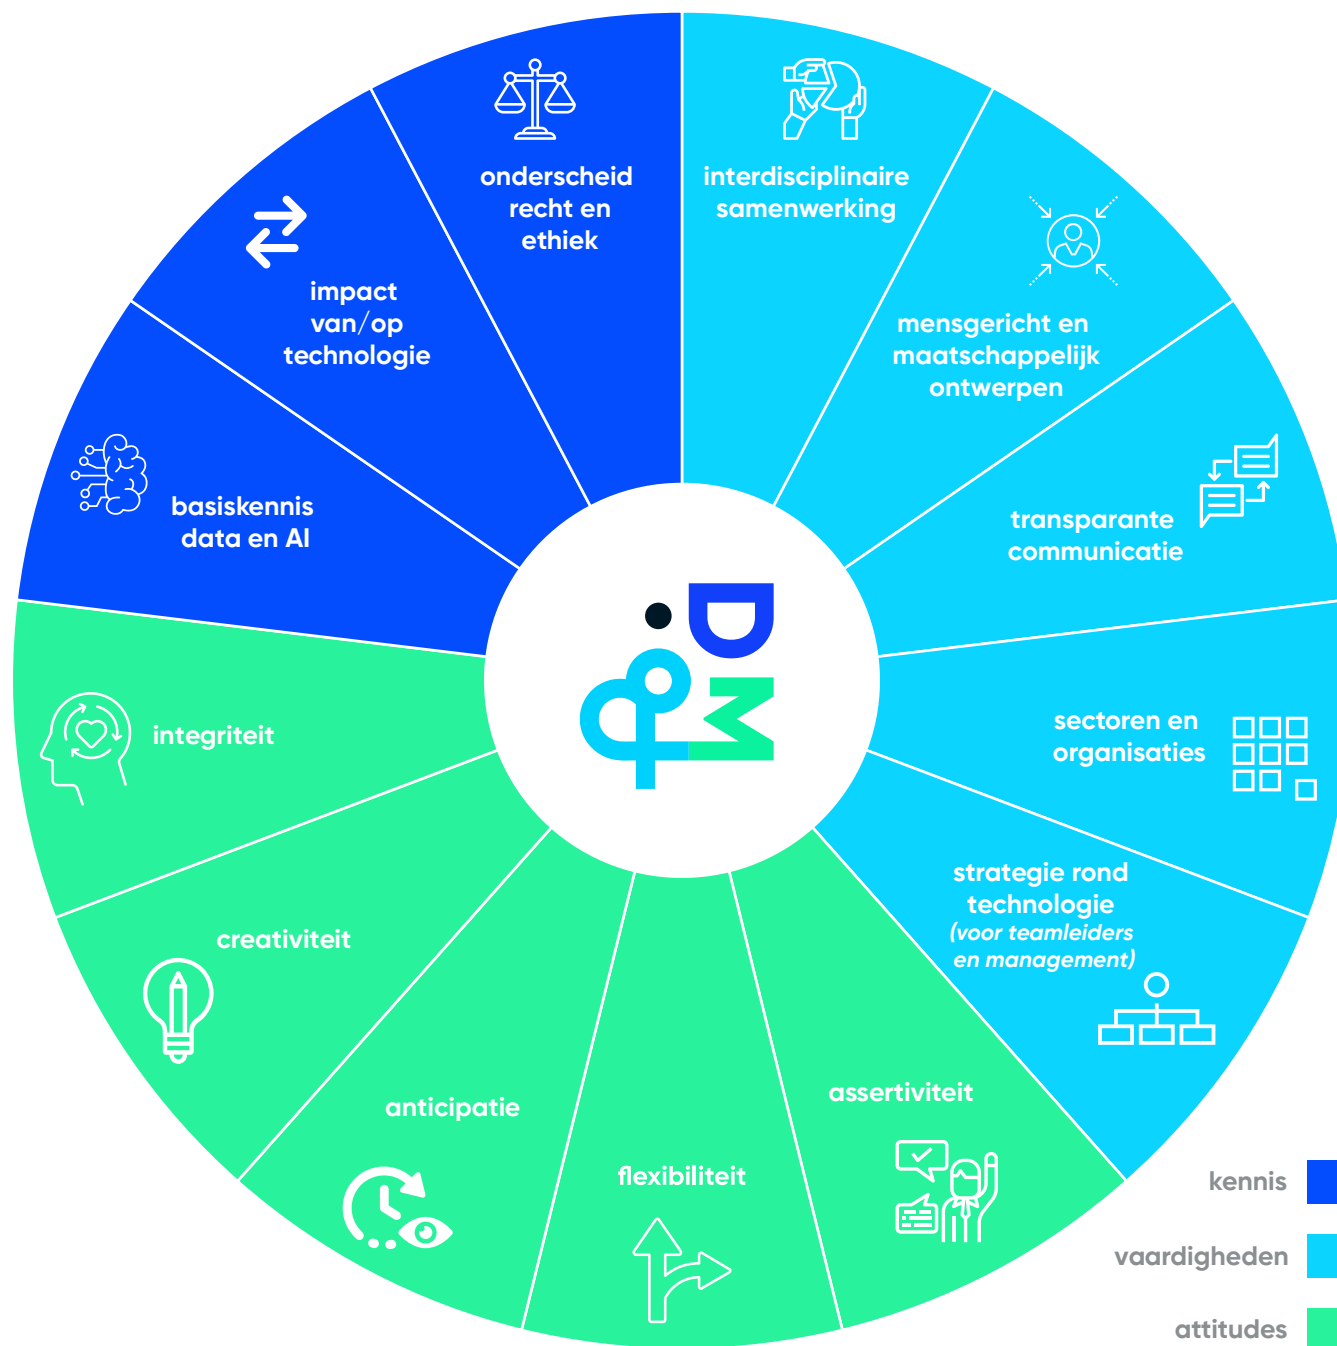 onderscheid
recht en
ethiek
interdisciplinaire
samenwerking
mensgericht en
maatschappelijk
ontwerpen
transparante
communicatie
sectoren en
organisaties
strategie rond
technologie
(voor teamleiders
en management)
assertiviteit
flexibiliteit
anticipatie
creativiteit
integriteit
basiskennis
data en AI
impact
van/op
technologie
D
M
kennis
vaardigheden
attitudes